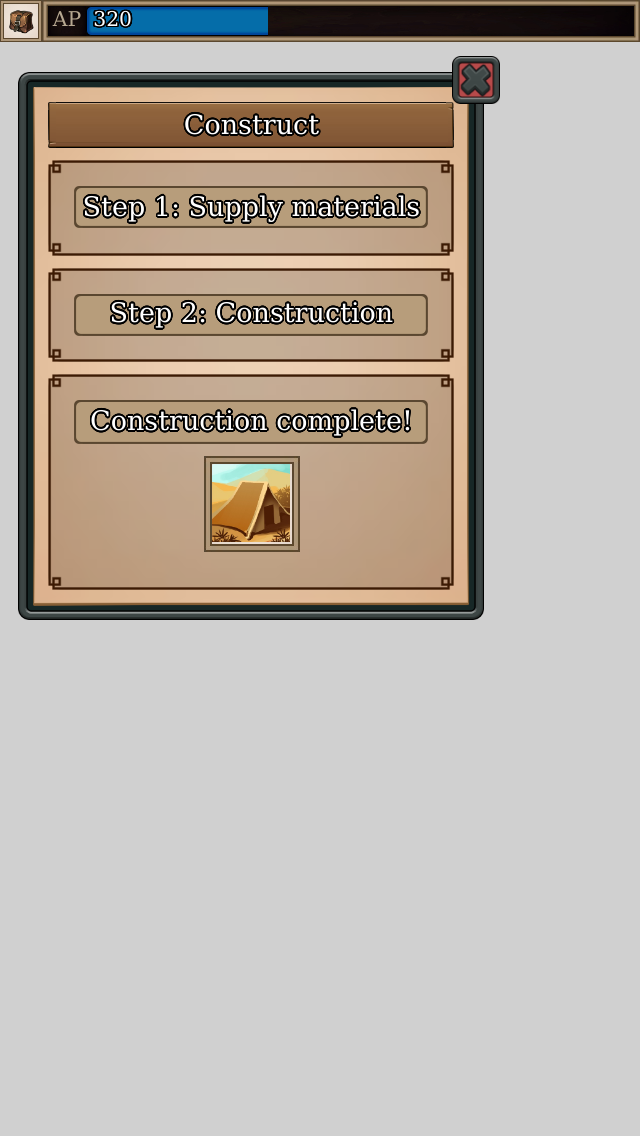 AP 320
Construct
Step 1: Supply materials
Step 2: Construction
Construction complete!